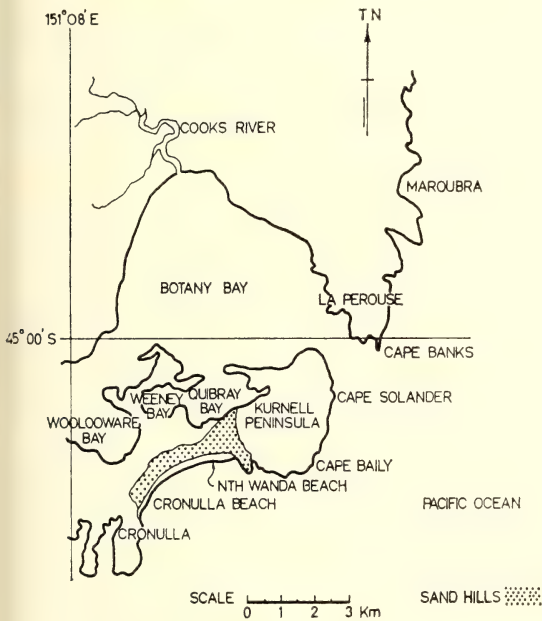 151°08' E
TN
COOKS RIVER
MAROUBRA
BOTANY BAY
LA PEROUSE
45°00'S
CAPE BANKS
WEENEY
BAY
QUIBRAY
BAY
KURNELL
PENINSULA
CAPE SOLANDER
WOOLOOWARE
BAY
CAPE BAILY
NTH WANDA BEACH
CRONULLA BEACH
PACIFIC OCEAN
CRONULLA
SCALE
0 1 2 3 Km
SAND HILLS